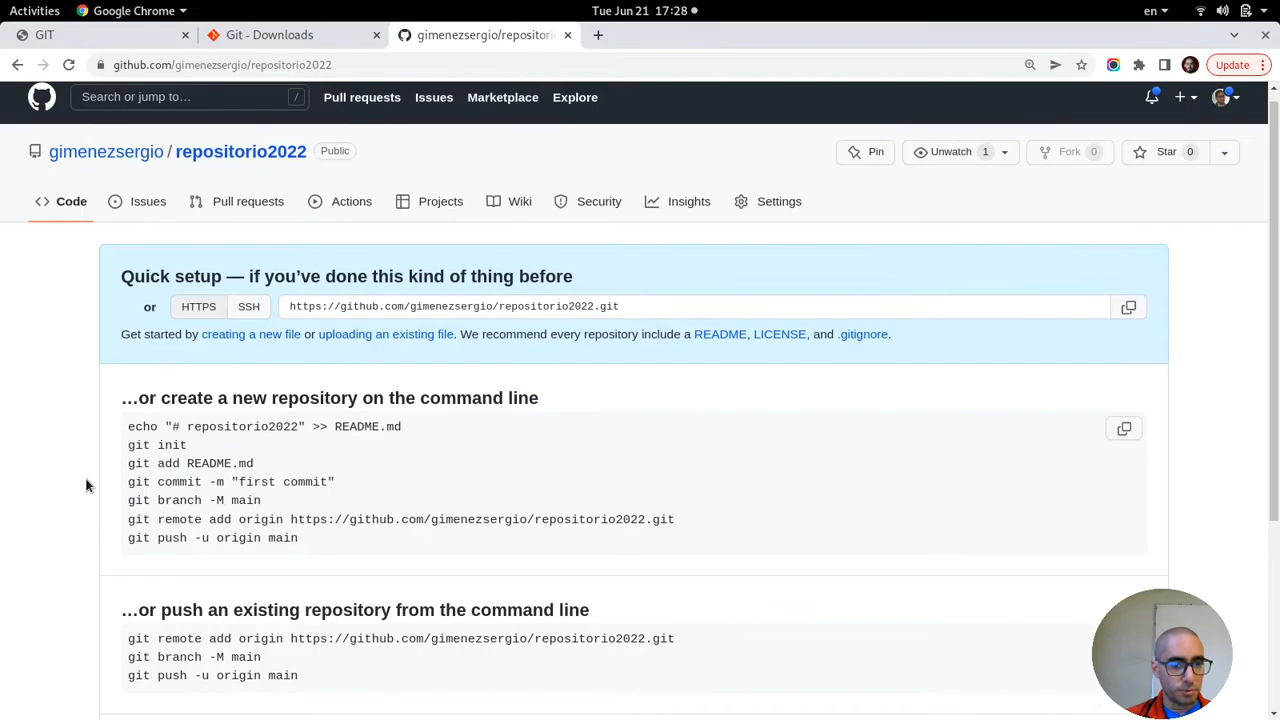 Activities Google Chrome Tue Jun 21 17:28 en
GIT Git - Downloads gimenezsergio/repositorio
github.com/gimenezsergio/repositorio2022 Update
Search or jump to… / Pull requests Issues Marketplace Explore
gimenezsergio / repositorio2022 Public Pin Unwatch 1 Fork 0 Star 0
Code Issues Pull requests Actions Projects Wiki Security Insights Settings
Quick setup — if you’ve done this kind of thing before
or HTTPS SSH https://github.com/gimenezsergio/repositorio2022.git
Get started by creating a new file or uploading an existing file. We recommend every repository include a README, LICENSE, and .gitignore.
…or create a new repository on the command line
echo "# repositorio2022" >> README.md
git init
git add README.md
git commit -m "first commit"
git branch -M main
git remote add origin https://github.com/gimenezsergio/repositorio2022.git
git push -u origin main
…or push an existing repository from the command line
git remote add origin https://github.com/gimenezsergio/repositorio2022.git
git branch -M main
git push -u origin main